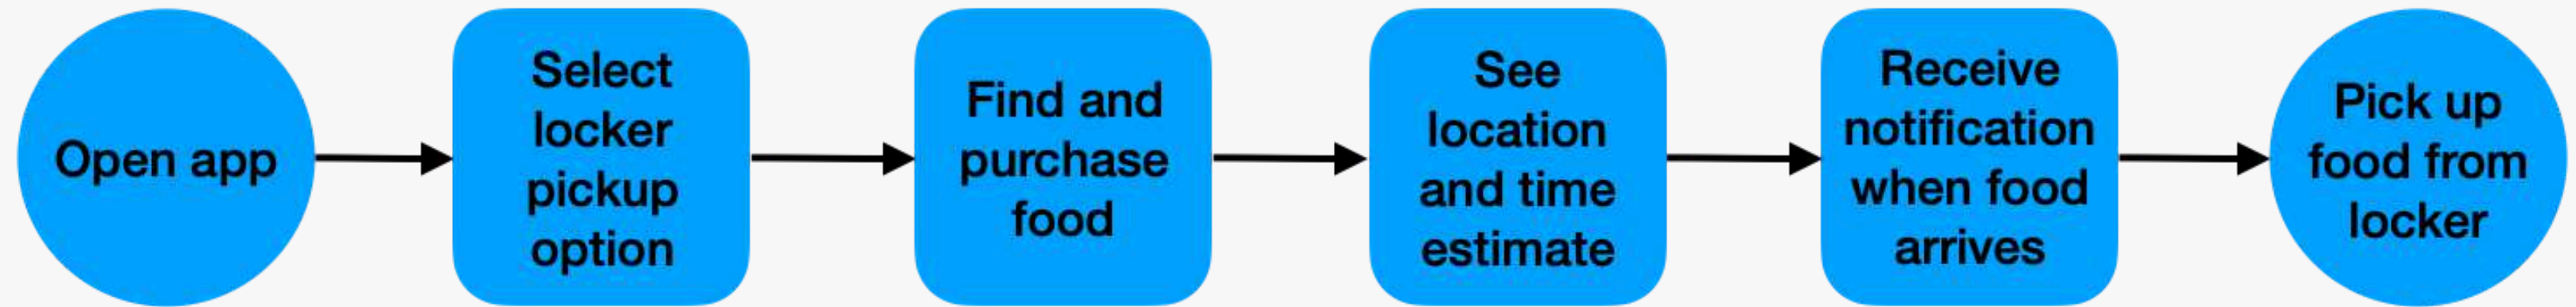 Open app
Select
locker
pickup
option
Find and
purchase
food
See
location
and time
estimate
Receive
notification
when food
arrives
Pick up
food from
locker